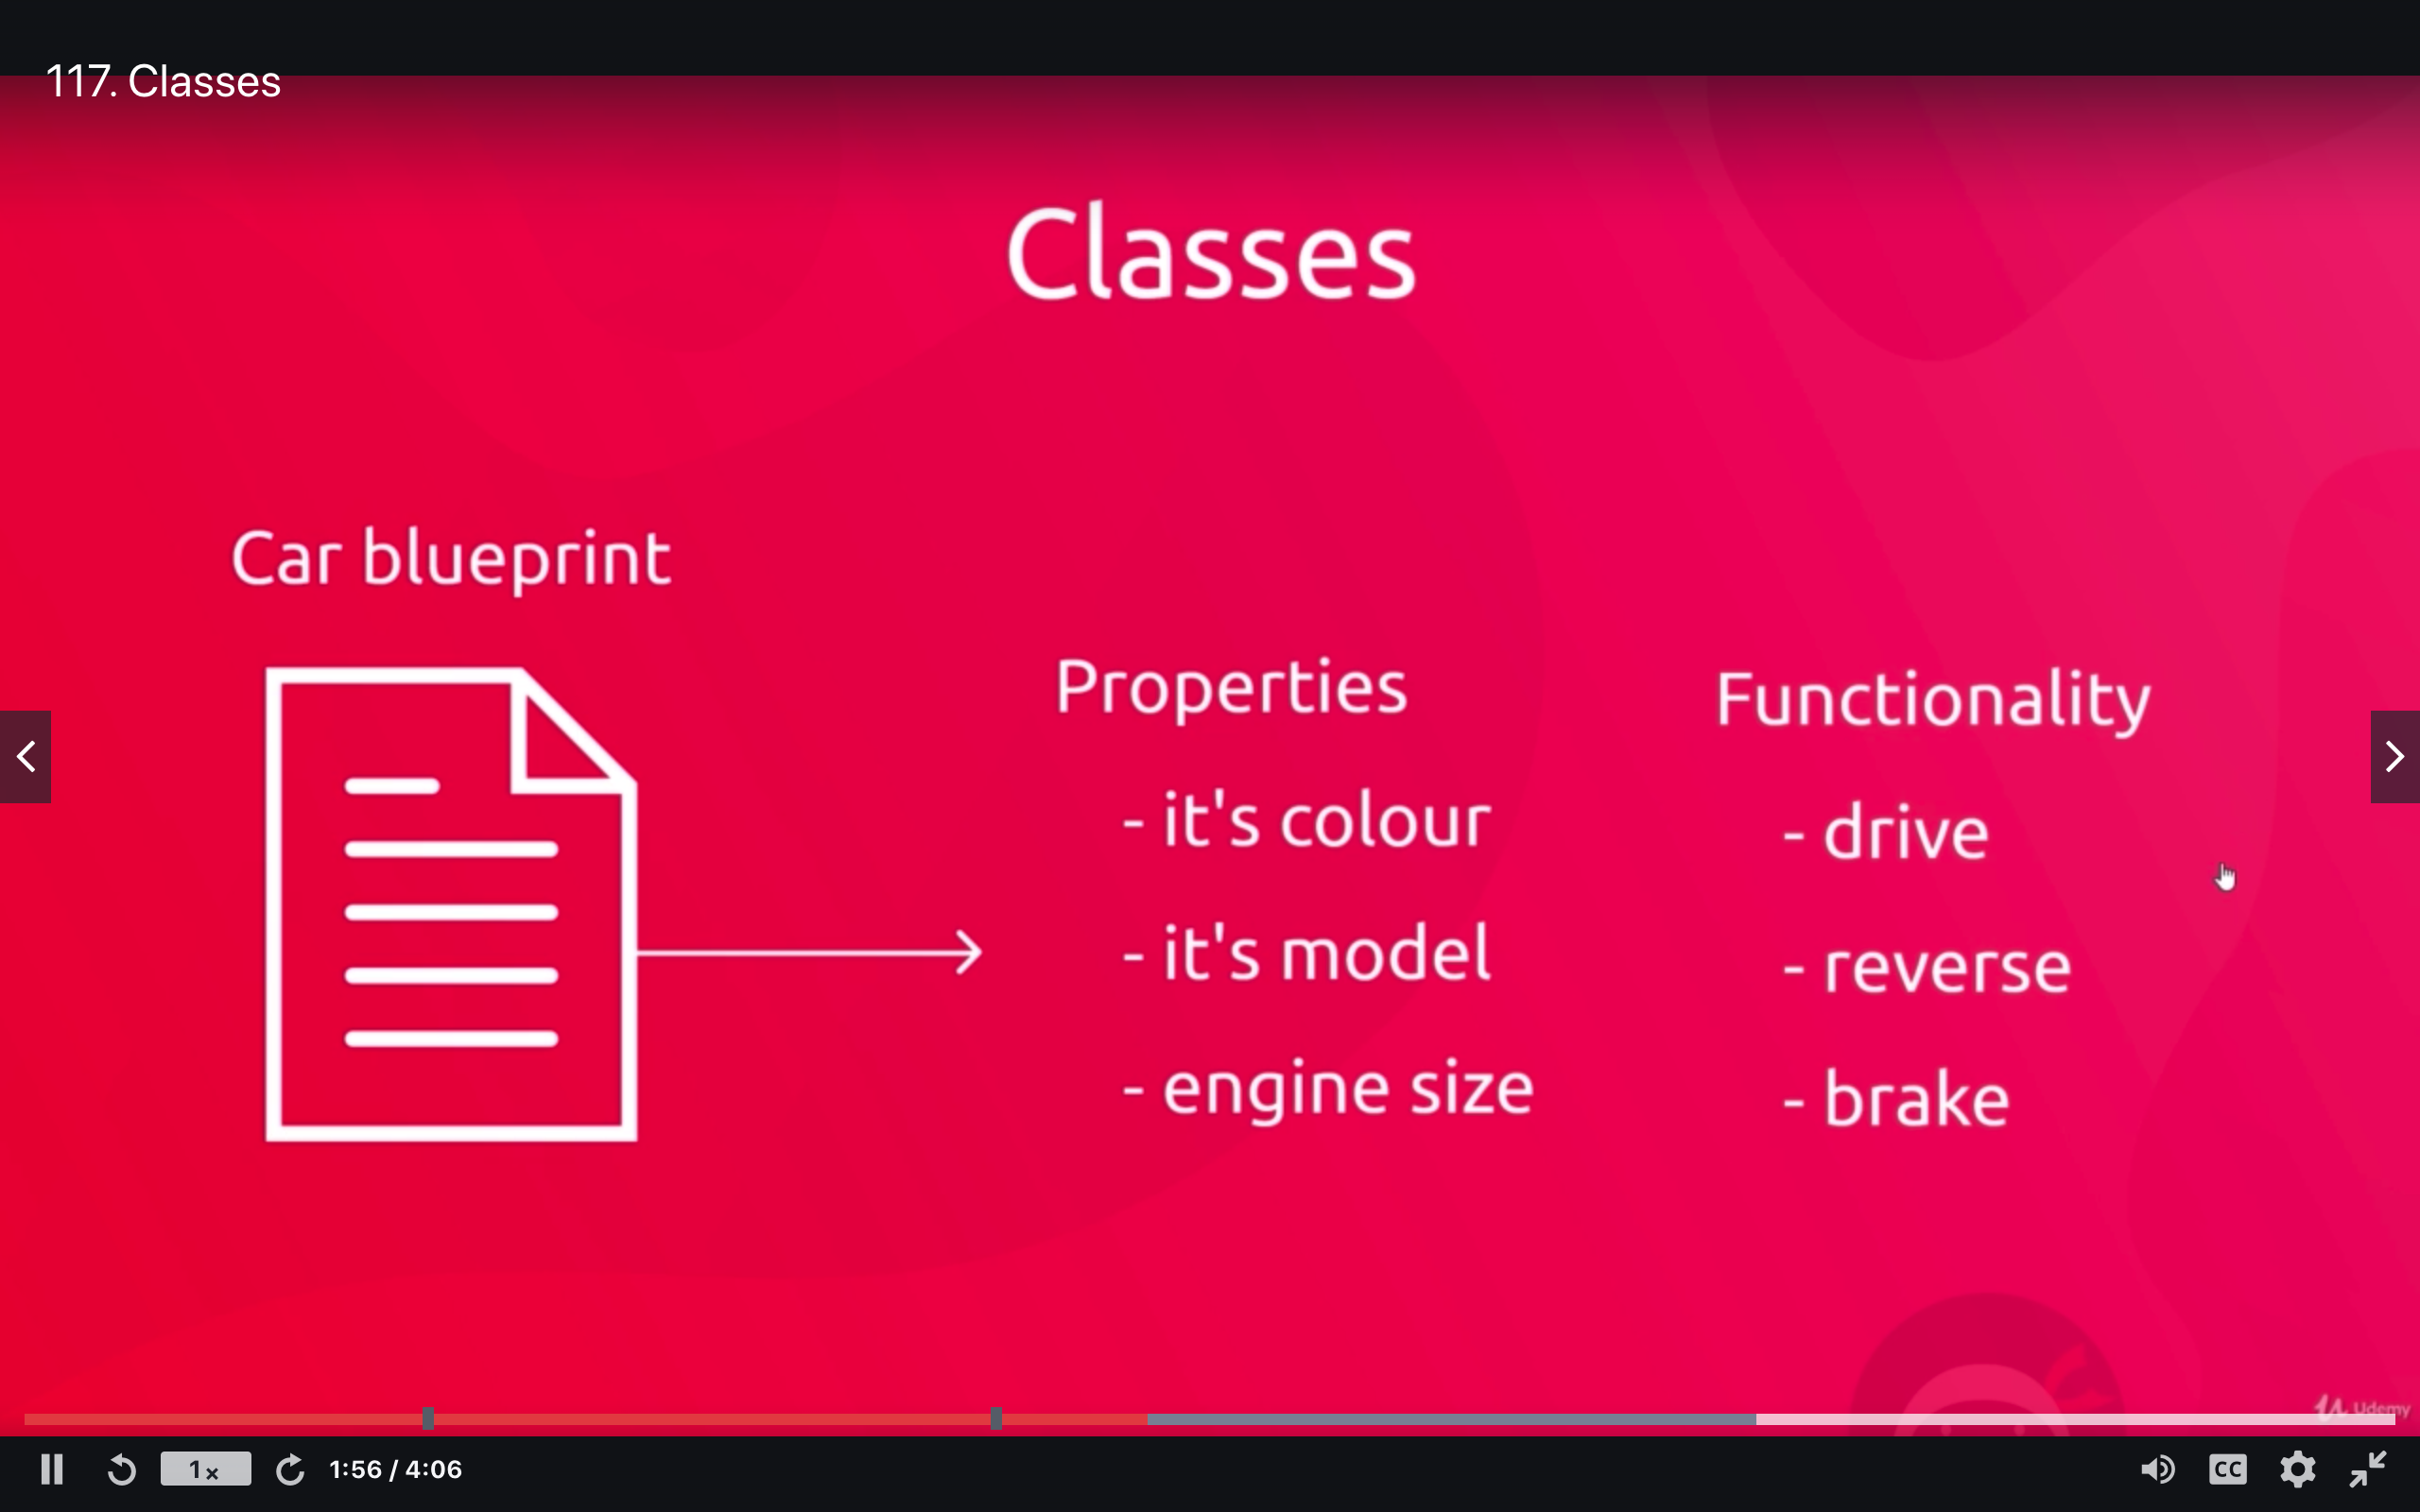 117. Classes
Classes
Car blueprint
Properties
- it's colour
- it's model
- engine size
Functionality
- drive
- reverse
- brake
Udemy
1x
1:56 / 4:06
CC